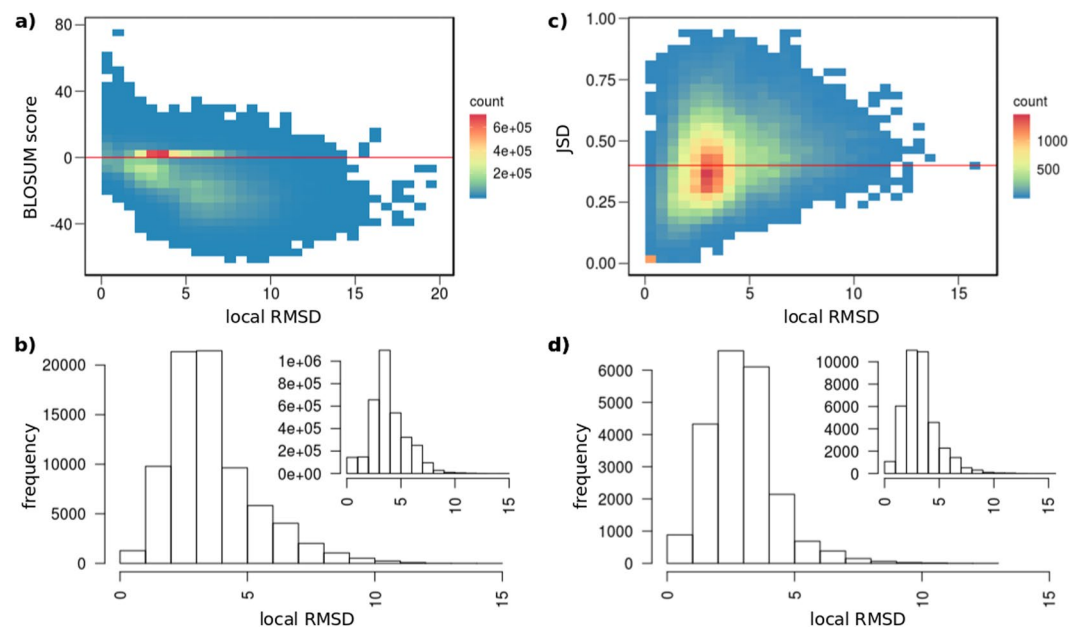 a)
BLOSUM score
80
40
0
-40
0 5 10 15 20
local RMSD
count
6e+05
4e+05
2e+05
c)
JSD
1.00
0.75
0.50
0.25
0.00
0 5 10 15
local RMSD
count
1000
500
b)
frequency
20000
15000
10000
5000
0
0 5 10 15
local RMSD
1e+06
8e+05
6e+05
4e+05
2e+05
0e+00
0 5 10 15
d)
frequency
6000
5000
4000
3000
2000
1000
0
0 5 10 15
local RMSD
10000
8000
6000
4000
2000
0
0 5 10 15